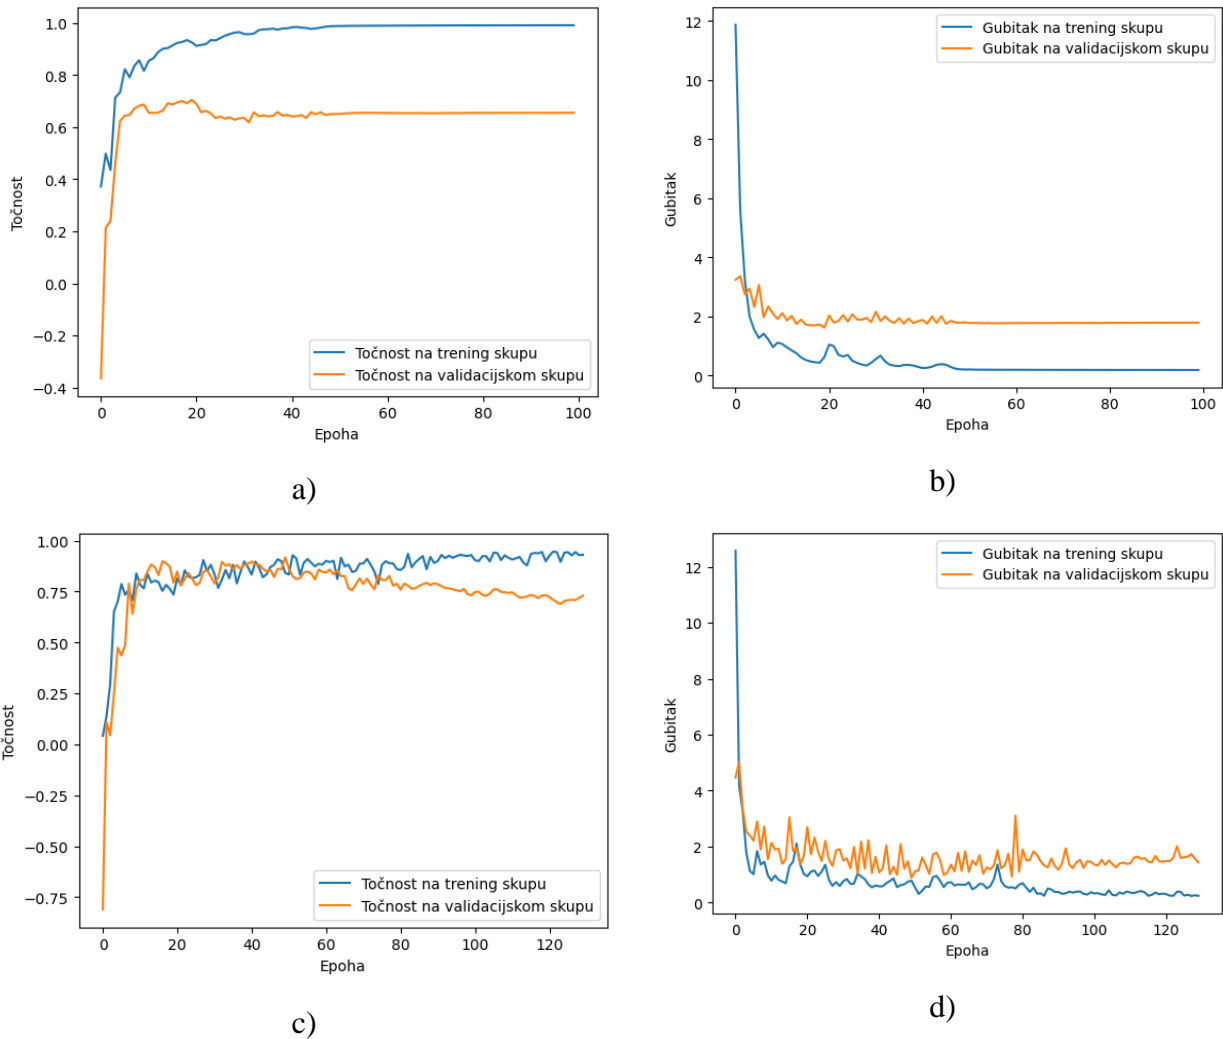 1.0
0.8
0.6
0.4
0.2
0.0
−0.2
−0.4
Točnost
Točnost na trening skupu
Točnost na validacijskom skupu
0 20 40 60 80 100
Epoha
a)
12
10
8
6
4
2
0
Gubitak
Gubitak na trening skupu
Gubitak na validacijskom skupu
0 20 40 60 80 100
Epoha
b)
1.00
0.75
0.50
0.25
0.00
−0.25
−0.50
−0.75
Točnost
Točnost na trening skupu
Točnost na validacijskom skupu
0 20 40 60 80 100 120
Epoha
c)
12
10
8
6
4
2
0
Gubitak
Gubitak na trening skupu
Gubitak na validacijskom skupu
0 20 40 60 80 100 120
Epoha
d)